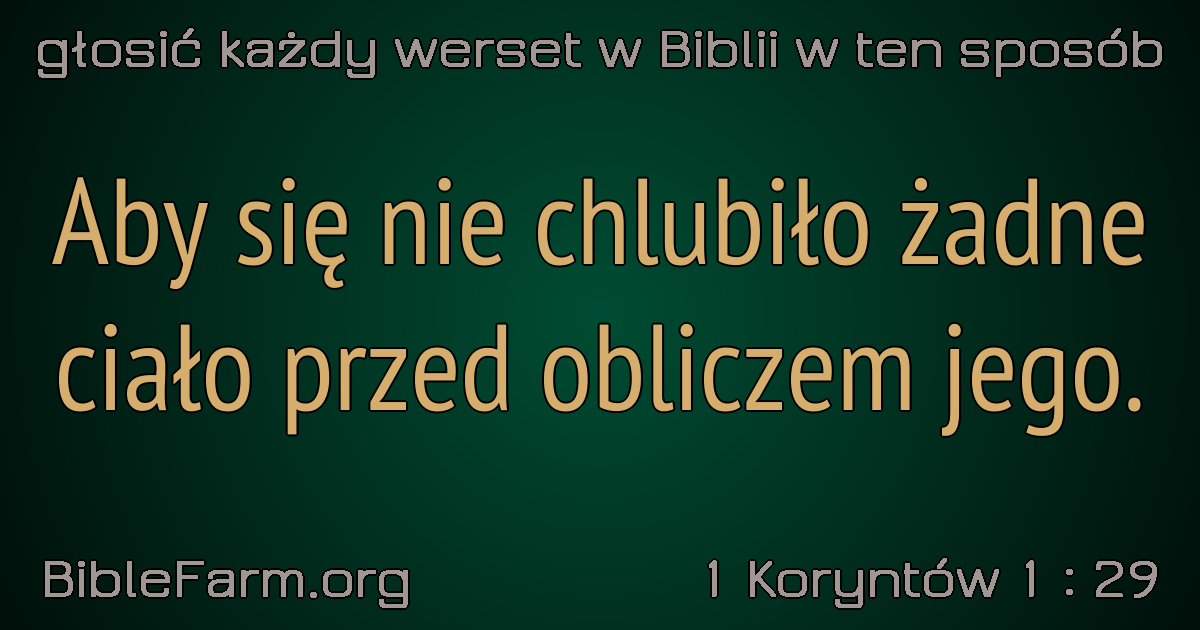 głosić każdy werset w Biblii w ten sposób
Aby się nie chlubiło żadne
ciało przed obliczem jego.
BibleFarm.org
1 Koryntów 1 : 29